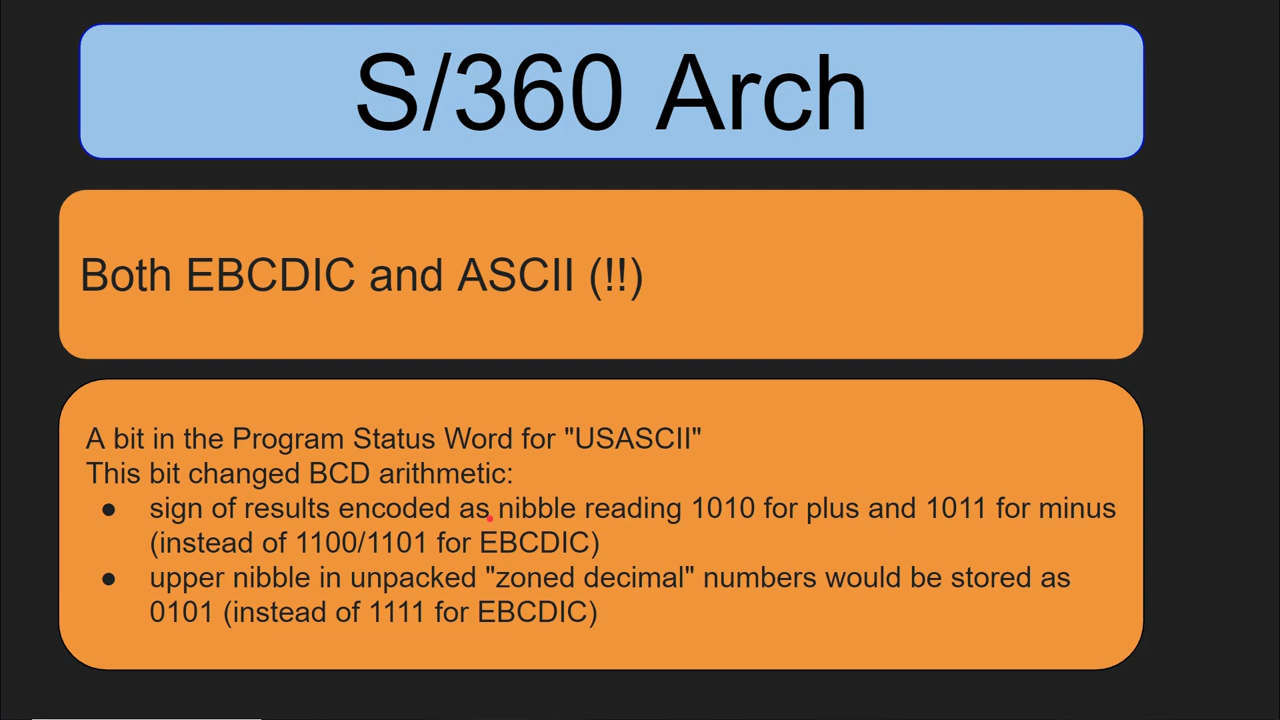 S/360 Arch
Both EBCDIC and ASCII (!!)
A bit in the Program Status Word for "USASCII"
This bit changed BCD arithmetic:
● sign of results encoded as nibble reading 1010 for plus and 1011 for minus
(instead of 1100/1101 for EBCDIC)
● upper nibble in unpacked "zoned decimal" numbers would be stored as
0101 (instead of 1111 for EBCDIC)